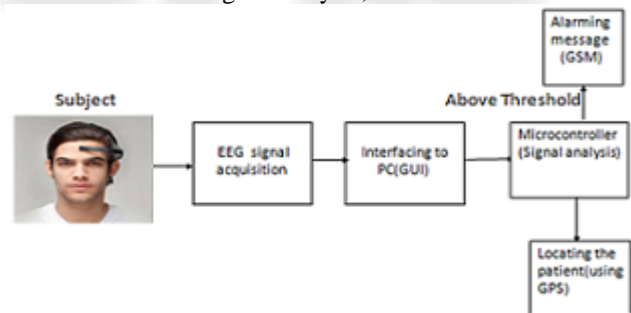 Alarming
message
(GSM)
Subject
Above Threshold
EEG signal
acquisition
Interfacing to
PC(GUI)
Microcontroller
(Signal analysis)
Locating the
patient(using
GPS)